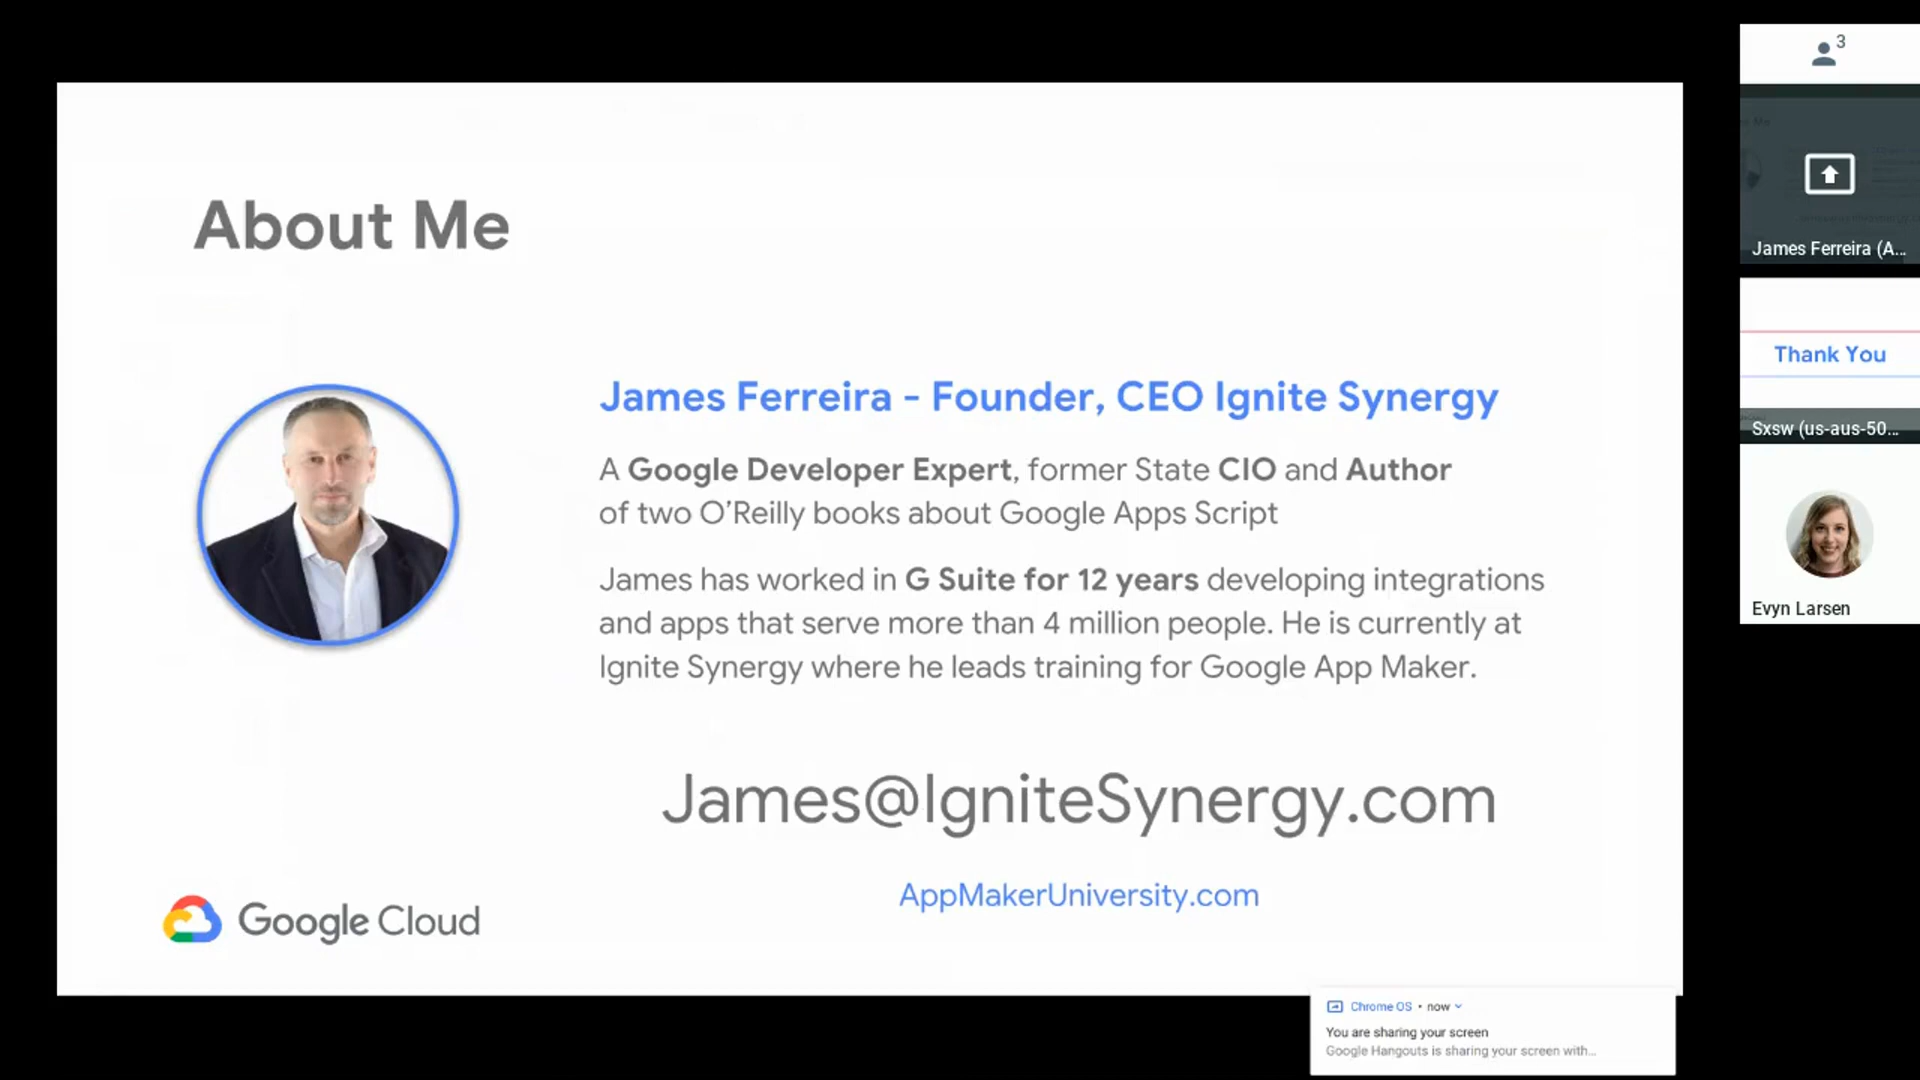 About Me
James Ferreira - Founder, CEO Ignite Synergy
A Google Developer Expert, former State CIO and Author
of two O’Reilly books about Google Apps Script
James has worked in G Suite for 12 years developing integrations
and apps that serve more than 4 million people. He is currently at
Ignite Synergy where he leads training for Google App Maker.
James@IgniteSynergy.com
AppMakerUniversity.com
Google Cloud
3
James Ferreira (A...
Thank You
Sxsw (us-aus-50...
Evyn Larsen
Chrome OS • now
You are sharing your screen
Google Hangouts is sharing your screen with...